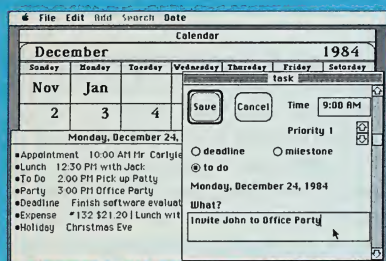 File Edit Add Search Date
Calendar
December 1984
Sunday Monday Tuesday Wednesday Thursday Friday Saturday
Nov Jan
2 3 4
task
Save Cancel Time 9:00 AM
Priority 1
deadline milestone
to do
Monday, December 24, 1984
What?
Invite John to Office Party
Monday, December 24,
•Appointment 10:00 AM Mr Carlyle
•Lunch 12:30 PM with Jack
•To Do 2:00 PM Pick up Patty
•Party 3:00 PM Office Party
•Deadline Finish software evaluat
•Expense #132 $21.20 | Lunch wit
•Holiday Christmas Eve